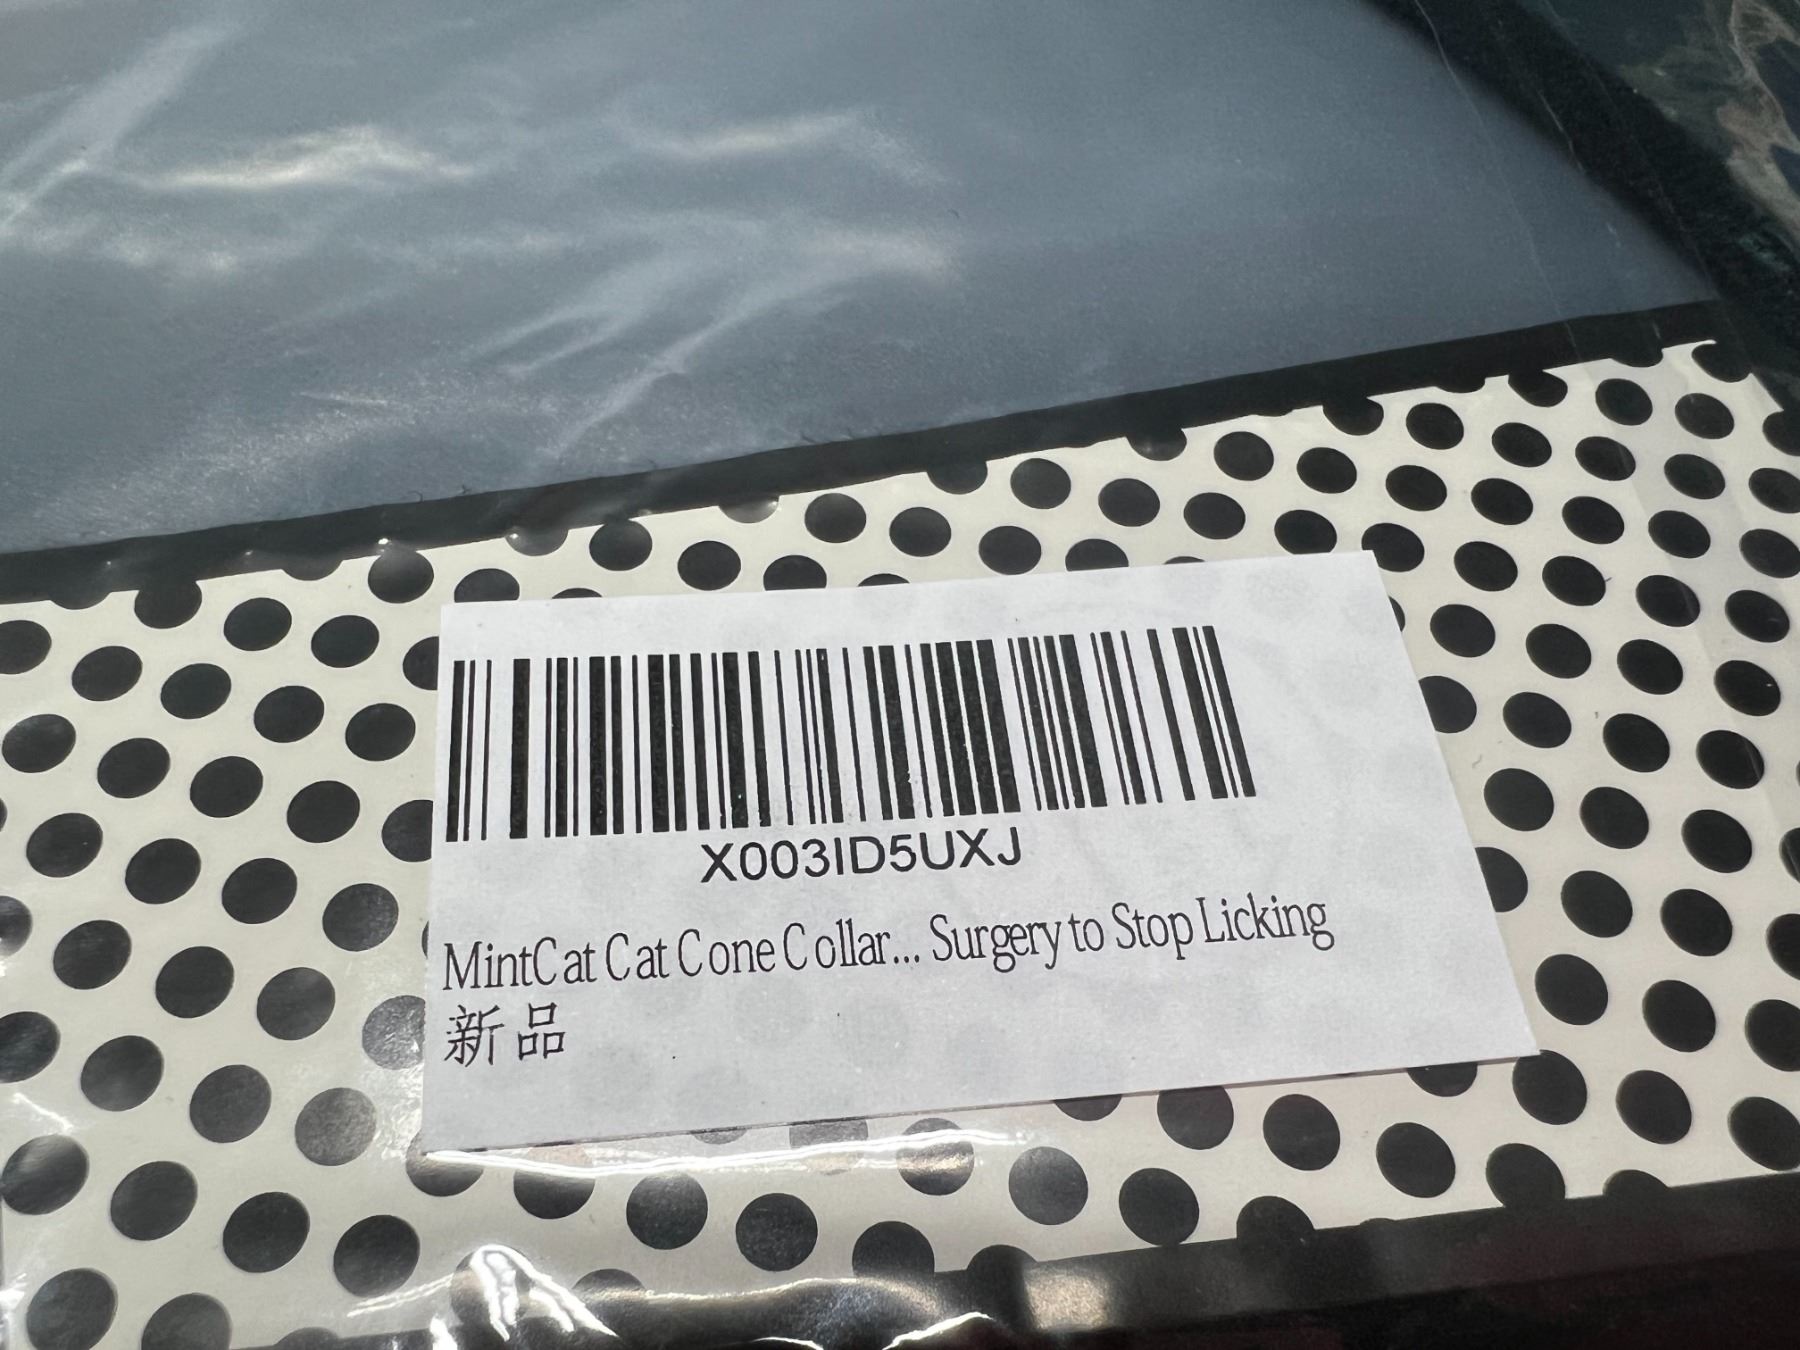 X003ID5UXJ
MintCat Cat Cone Collar... Surgery to Stop Licking
新品